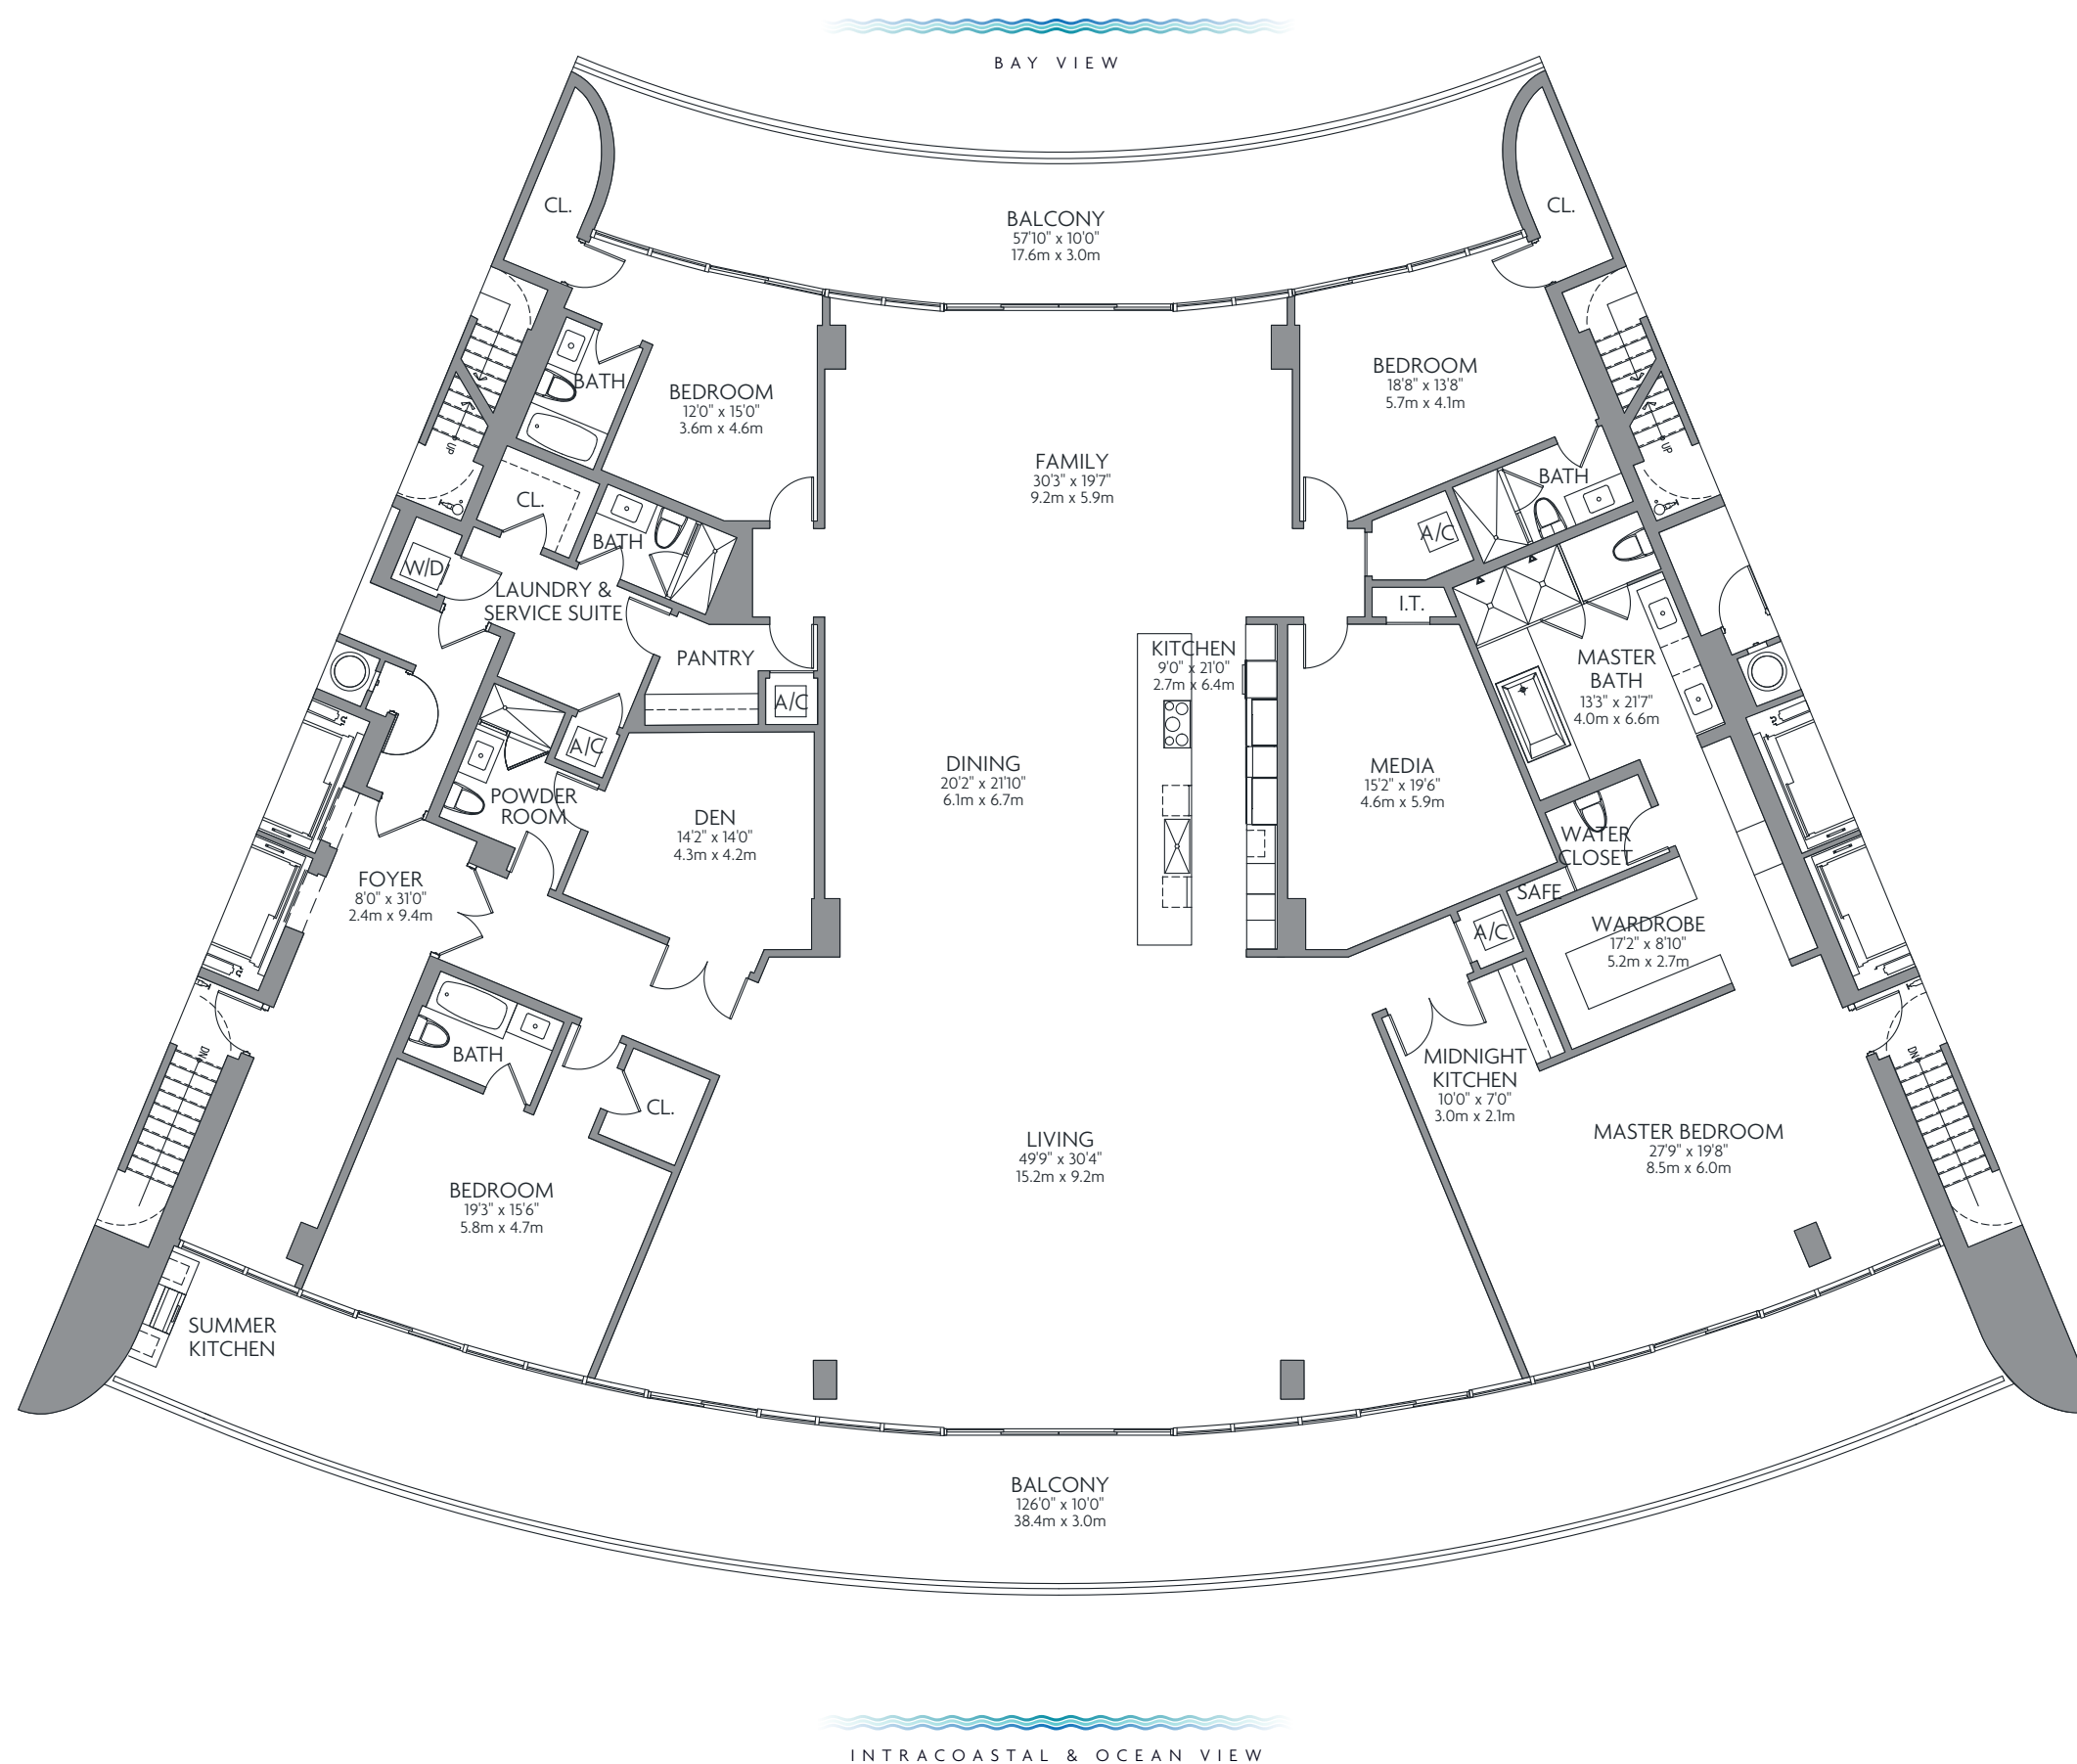 BAY VIEW
CL.
BALCONY
57'10" x 10'0"
17.6m x 3.0m
CL.
BATH
BEDROOM
12'0" x 15'0"
3.6m x 4.6m
BEDROOM
18'8" x 13'8"
5.7m x 4.1m
UP
UP
FAMILY
30'3" x 19'7"
9.2m x 5.9m
BATH
CL.
BATH
A/C
W/D
LAUNDRY &
SERVICE SUITE
I.T.
PANTRY
KITCHEN
9'0" x 21'0"
2.7m x 6.4m
MASTER
BATH
13'3" x 21'7"
4.0m x 6.6m
A/C
A/C
DINING
20'2" x 21'10"
6.1m x 6.7m
MEDIA
15'2" x 19'6"
4.6m x 5.9m
POWDER
ROOM
DEN
14'2" x 14'0"
4.3m x 4.2m
WATER
CLOSET
FOYER
8'0" x 31'0"
2.4m x 9.4m
SAFE
A/C
WARDROBE
17'2" x 8'10"
5.2m x 2.7m
DN
BATH
MIDNIGHT
KITCHEN
10'0" x 7'0"
3.0m x 2.1m
DN
CL.
LIVING
49'9" x 30'4"
15.2m x 9.2m
MASTER BEDROOM
27'9" x 19'8"
8.5m x 6.0m
BEDROOM
19'3" x 15'6"
5.8m x 4.7m
SUMMER
KITCHEN
BALCONY
126'0" x 10'0"
38.4m x 3.0m
INTRACOASTAL & OCEAN VIEW